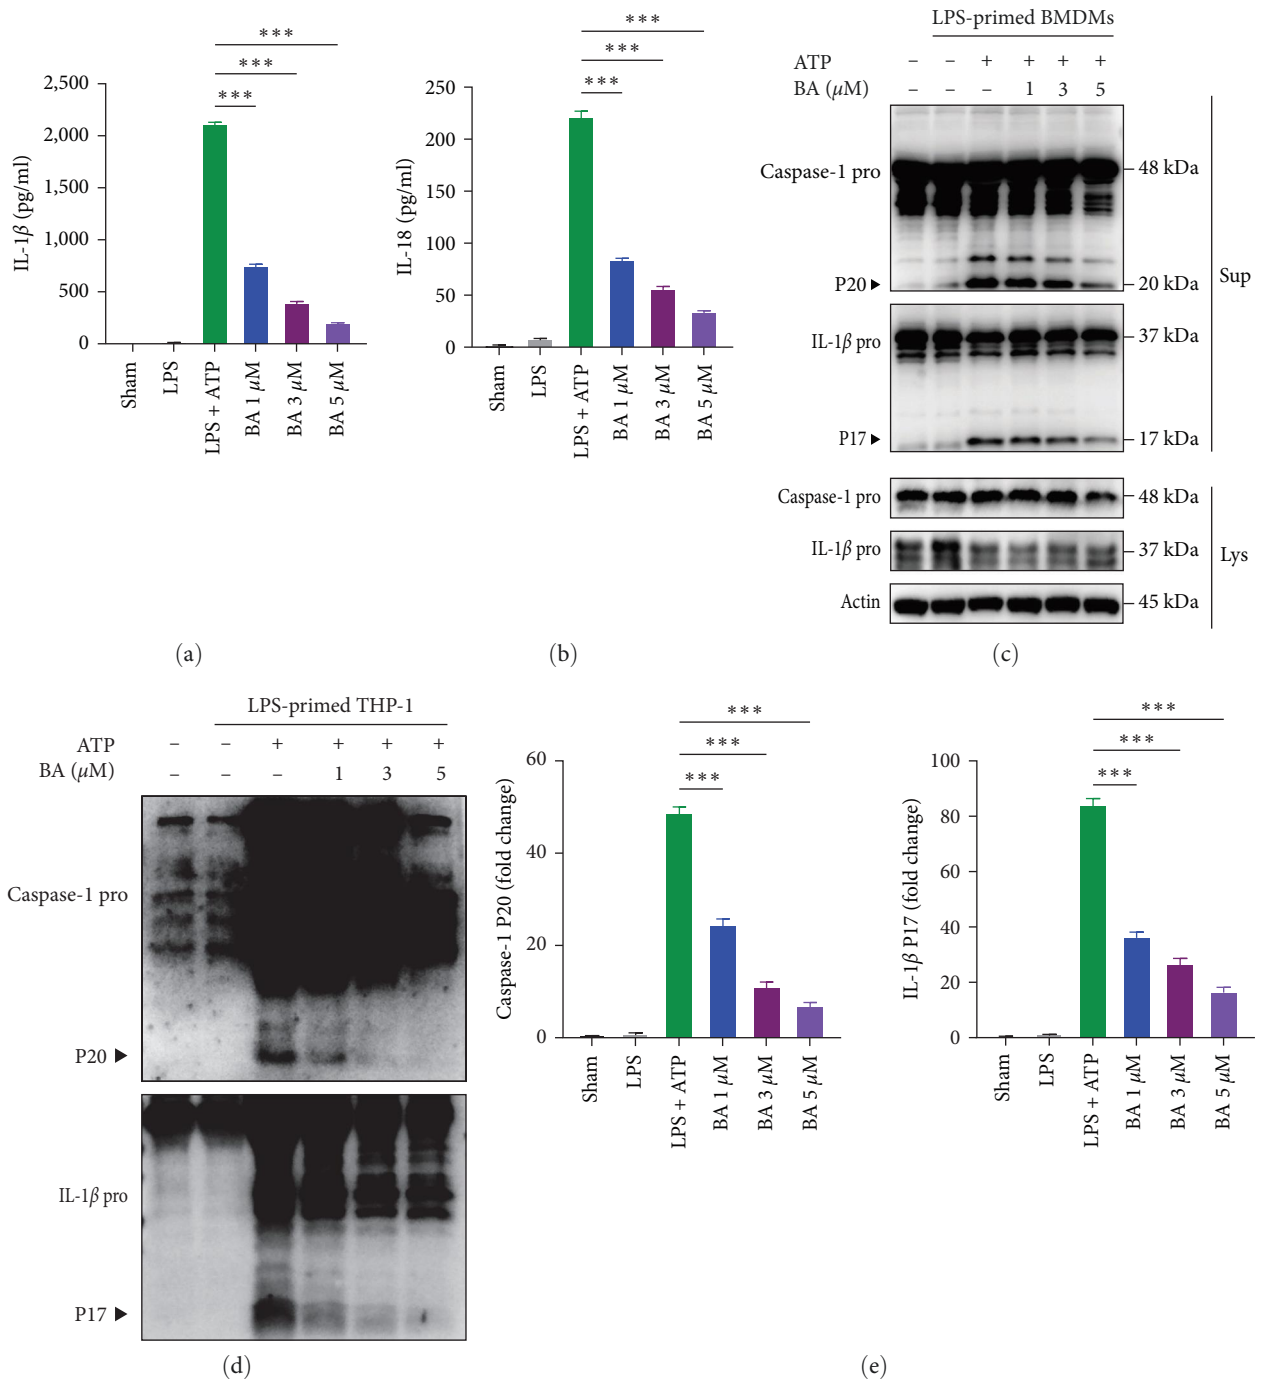 ***
***
***
2,500
2,000
1,500
1,000
500
0
IL-1β (pg/ml)
Sham
LPS
LPS + ATP
BA 1 μM
BA 3 μM
BA 5 μM
(a)
***
***
***
250
200
150
100
50
0
IL-18 (pg/ml)
Sham
LPS
LPS + ATP
BA 1 μM
BA 3 μM
BA 5 μM
(b)
LPS-primed BMDMs
ATP – – + + + +
BA (μM) – – – 1 3 5
Caspase-1 pro 48 kDa
P20 20 kDa
IL-1β pro 37 kDa
P17 17 kDa
Sup
Caspase-1 pro 48 kDa
IL-1β pro 37 kDa
Actin 45 kDa
Lys
(c)
LPS-primed THP-1
ATP – – + + + +
BA (μM) – – – 1 3 5
Caspase-1 pro
P20
IL-1β pro
P17
(d)
***
***
***
60
40
20
0
Caspase-1 P20 (fold change)
Sham
LPS
LPS + ATP
BA 1 μM
BA 3 μM
BA 5 μM
***
***
***
100
80
60
40
20
0
IL-1β P17 (fold change)
Sham
LPS
LPS + ATP
BA 1 μM
BA 3 μM
BA 5 μM
(e)